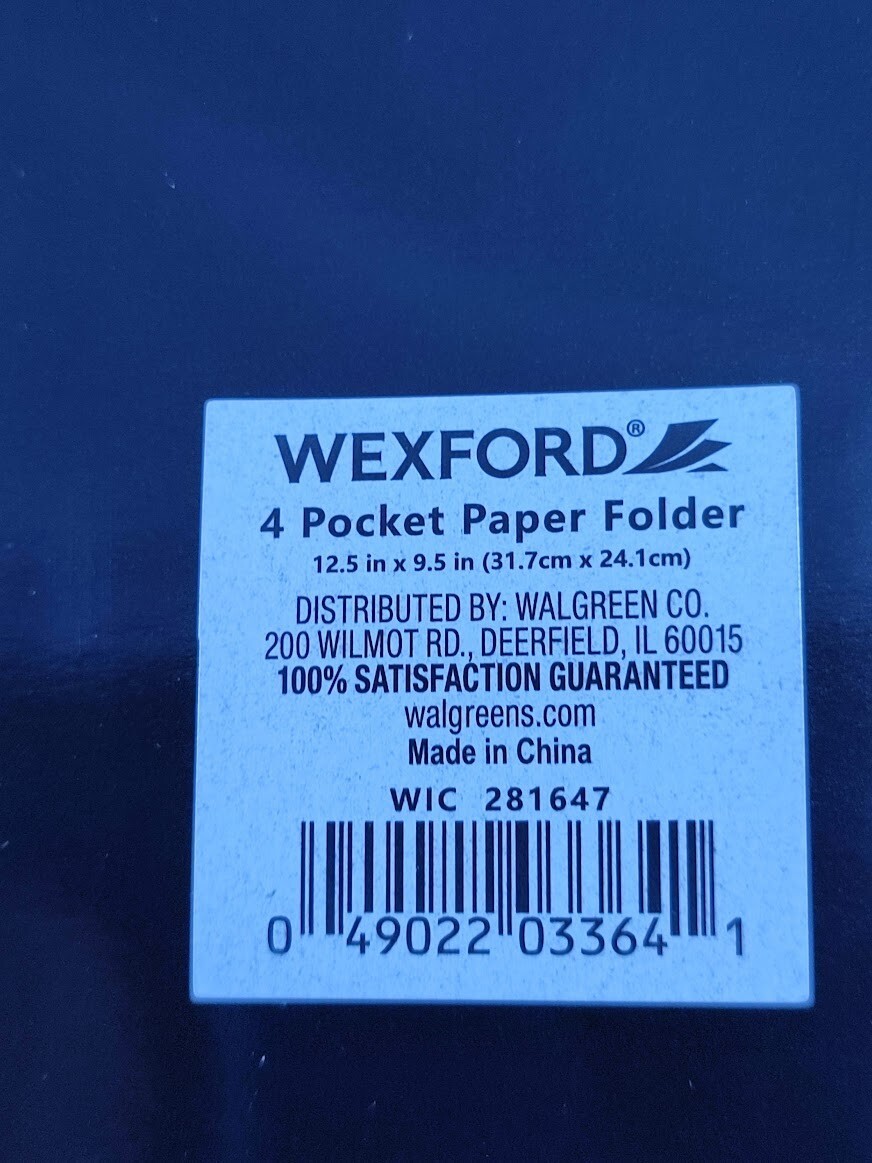 WEXFORD®
4 Pocket Paper Folder
12.5 in x 9.5 in (31.7cm x 24.1cm)
DISTRIBUTED BY: WALGREEN CO.
200 WILMOT RD., DEERFIELD, IL 60015
100% SATISFACTION GUARANTEED
walgreens.com
Made in China
WIC 281647
0 49022 03364 1